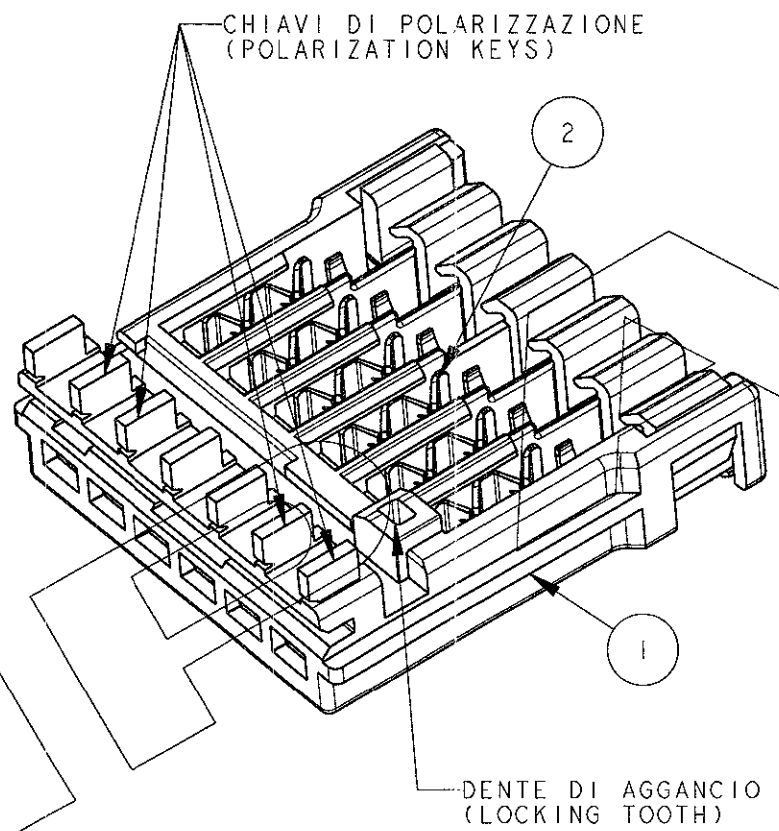 CHIAVI DI POLARIZZAZIONE
(POLARIZATION KEYS)
2
1
DENTE DI AGGANCIO
(LOCKING TOOTH)